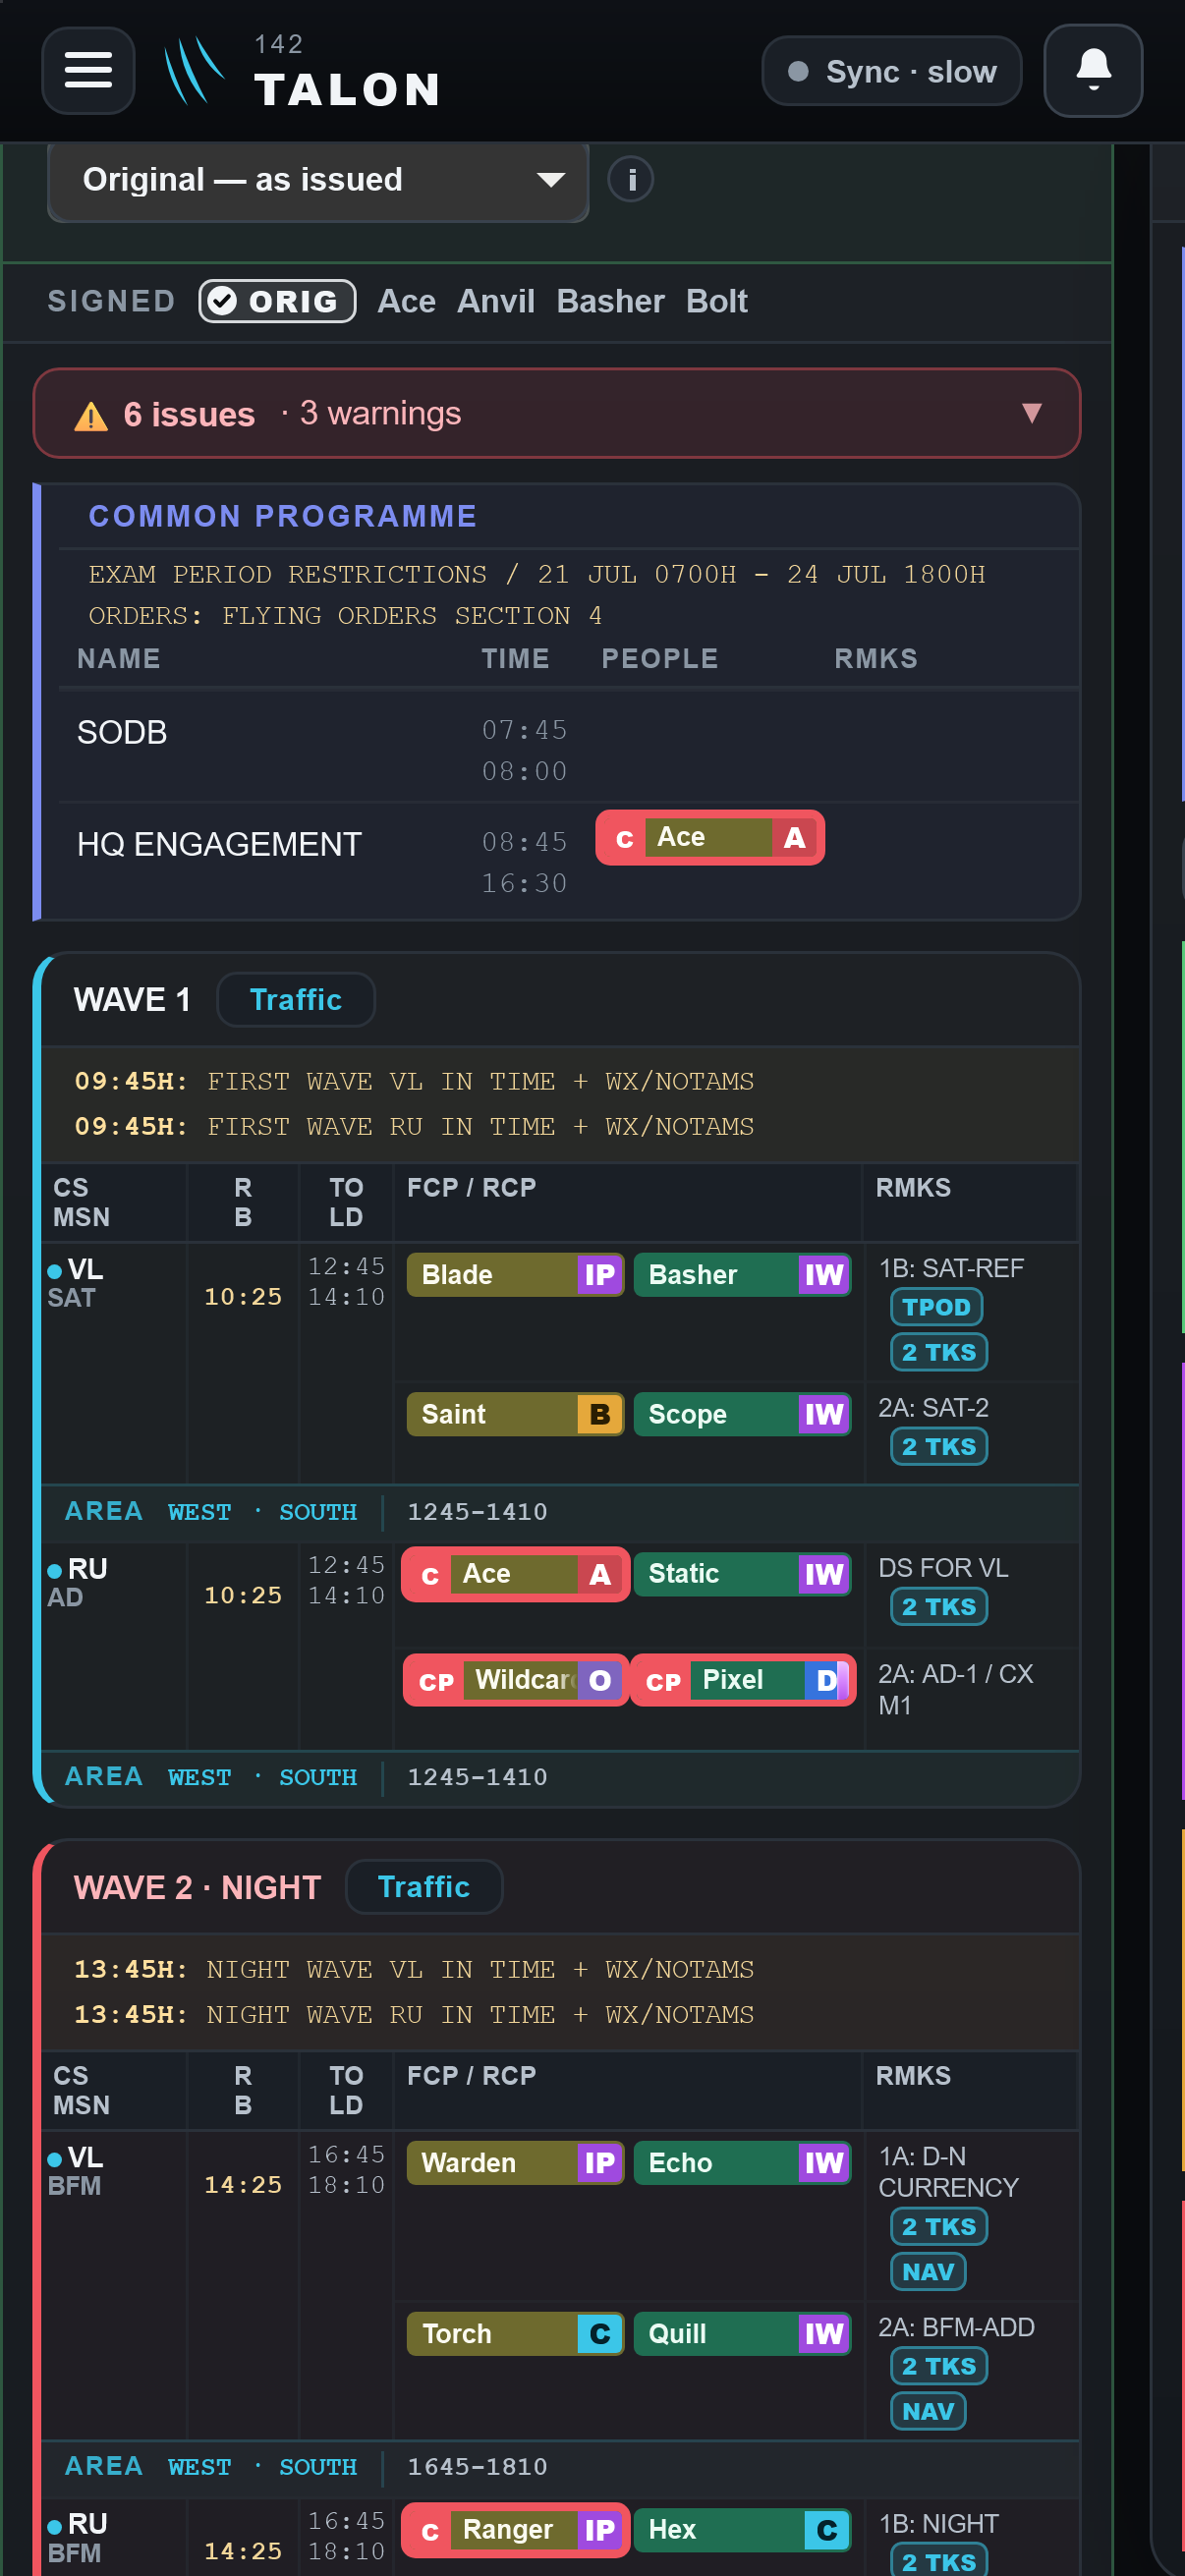 142
TALON
Sync · slow
Original — as issued
i
SIGNED ORIG Ace Anvil Basher Bolt
6 issues · 3 warnings
COMMON PROGRAMME
EXAM PERIOD RESTRICTIONS / 21 JUL 0700H - 24 JUL 1800H
ORDERS: FLYING ORDERS SECTION 4
NAME TIME PEOPLE RMKS
SODB 07:45
08:00
HQ ENGAGEMENT 08:45 C Ace A
16:30
WAVE 1 Traffic
09:45H: FIRST WAVE VL IN TIME + WX/NOTAMS
09:45H: FIRST WAVE RU IN TIME + WX/NOTAMS
CS R TO FCP / RCP RMKS
MSN B LD
VL 12:45 Blade IP Basher IW 1B: SAT-REF
SAT 10:25 14:10 TPOD
2 TKS
Saint B Scope IW 2A: SAT-2
2 TKS
AREA WEST · SOUTH 1245-1410
RU 12:45 C Ace A Static IW DS FOR VL
AD 10:25 14:10 2 TKS
CP Wildcar O CP Pixel D 2A: AD-1 / CX
M1
AREA WEST · SOUTH 1245-1410
WAVE 2 · NIGHT Traffic
13:45H: NIGHT WAVE VL IN TIME + WX/NOTAMS
13:45H: NIGHT WAVE RU IN TIME + WX/NOTAMS
CS R TO FCP / RCP RMKS
MSN B LD
VL 16:45 Warden IP Echo IW 1A: D-N
BFM 14:25 18:10 CURRENCY
2 TKS
NAV
Torch C Quill IW 2A: BFM-ADD
2 TKS
NAV
AREA WEST · SOUTH 1645-1810
RU 16:45 C Ranger IP Hex C 1B: NIGHT
BFM 14:25 18:10 2 TKS